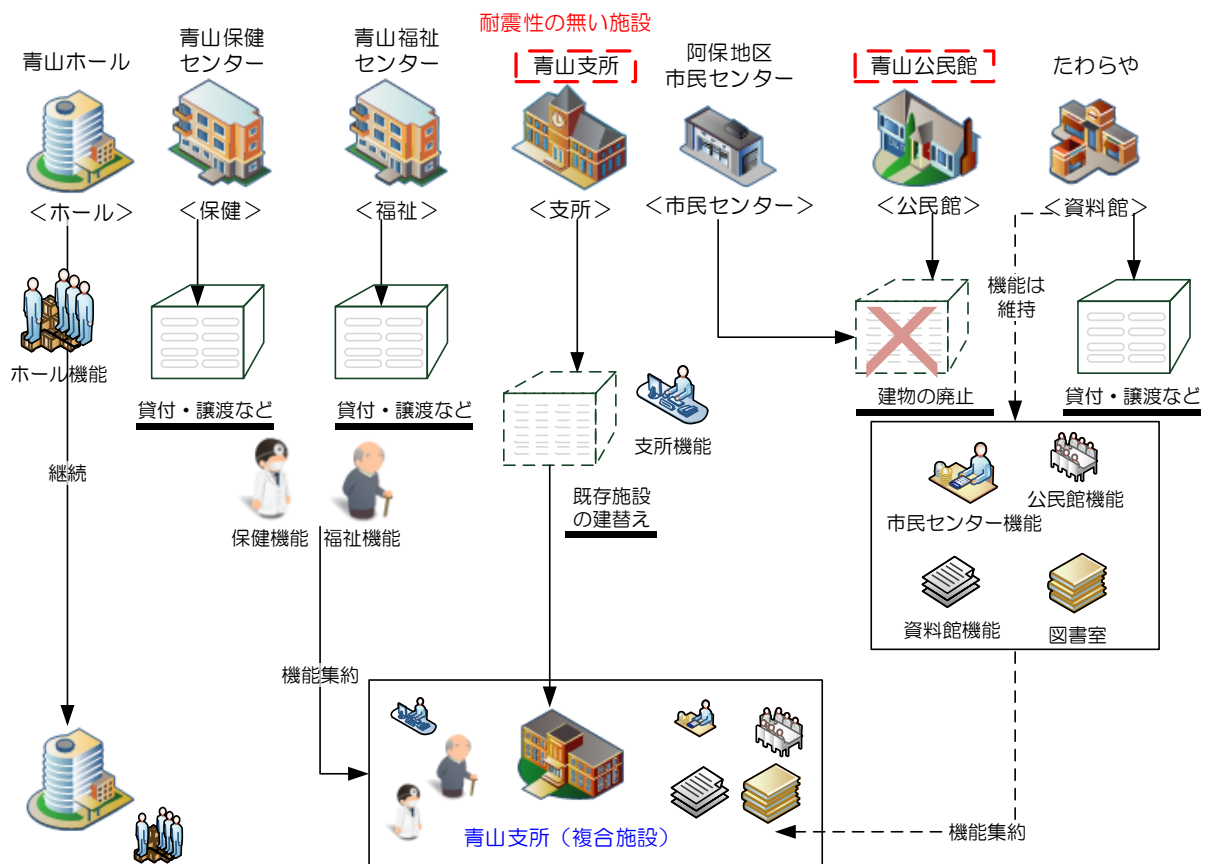 耐震性の無い施設
青山ホール
青山保健
センター
青山福祉
センター
青山支所
阿保地区
市民センター
青山公民館
たわらや
＜ホール＞
＜保健＞
＜福祉＞
＜支所＞
＜市民センター＞
＜公民館＞
＜資料館＞
ホール機能
機能は
維持
貸付・譲渡など
貸付・譲渡など
建物の廃止
貸付・譲渡など
支所機能
継続
既存施設
の建替え
保健機能
福祉機能
公民館機能
市民センター機能
資料館機能
図書室
機能集約
機能集約
青山支所（複合施設）